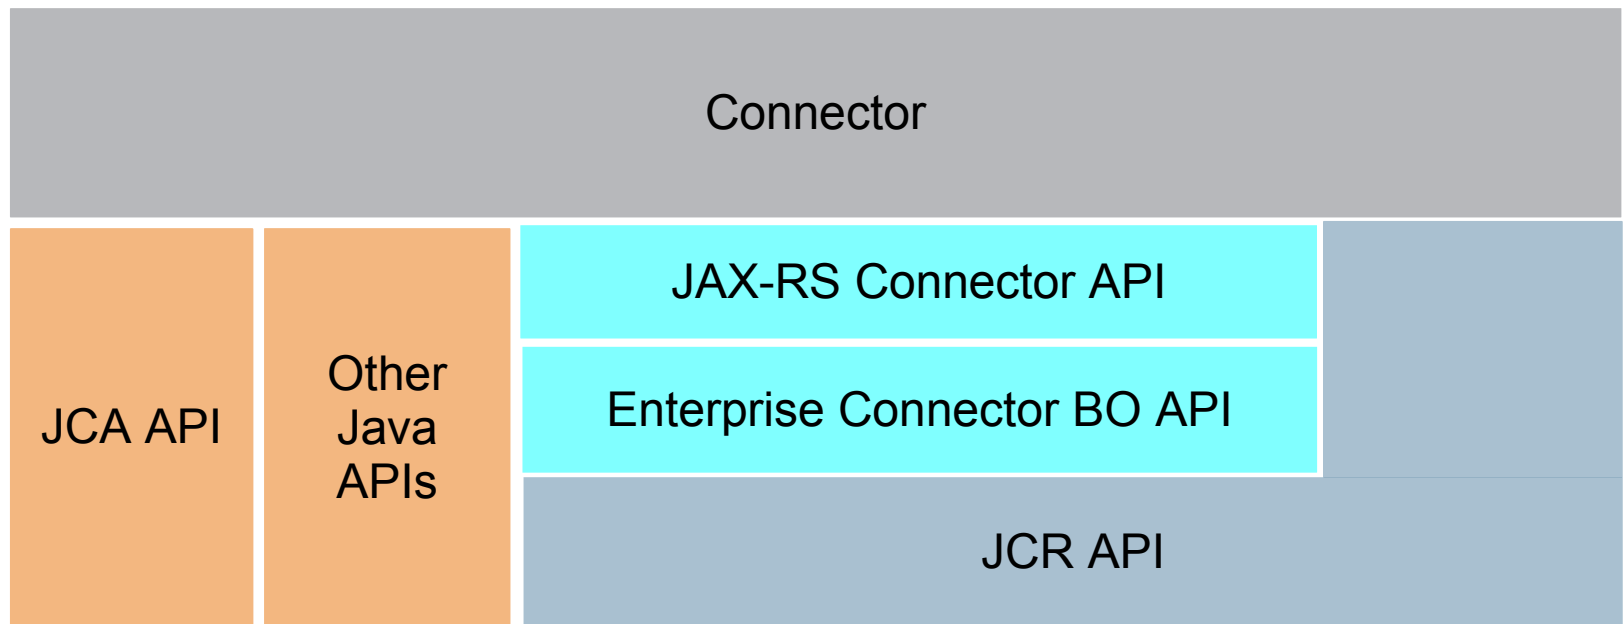 Connector
JCA API
Other
Java
APIs
JAX-RS Connector API
Enterprise Connector BO API
JCR API